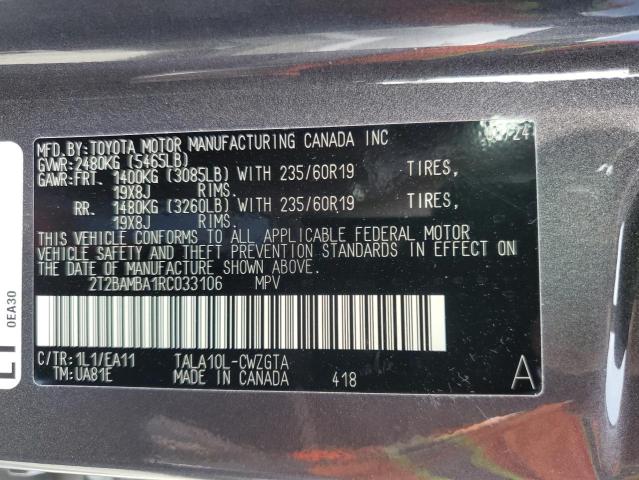 MFD.BY:TOYOTA MOTOR MANUFACTURING CANADA INC
GVWR:2480KG (5465LB)
GAWR:FRT. 1400KG (3085LB) WITH 235/60R19 TIRES,
19X8J RIMS.
RR. 1480KG (3260LB) WITH 235/60R19 TIRES,
19X8J RIMS.
THIS VEHICLE CONFORMS TO ALL APPLICABLE FEDERAL MOTOR
VEHICLE SAFETY AND THEFT PREVENTION STANDARDS IN EFFECT ON
THE DATE OF MANUFACTURE SHOWN ABOVE.
2T2BAMBA1RC033106 MPV
C/TR:1L1/EA11 TALA10L-CWZGTA
TM:UA81E MADE IN CANADA 418 A
0EA30